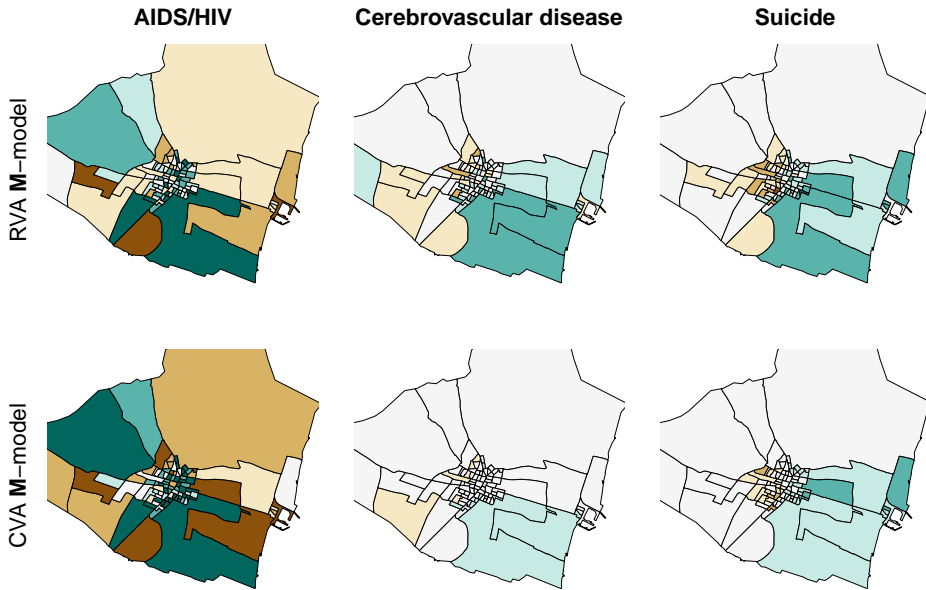 AIDS/HIV Cerebrovascular disease Suicide
RVA M−model
CVA M−model